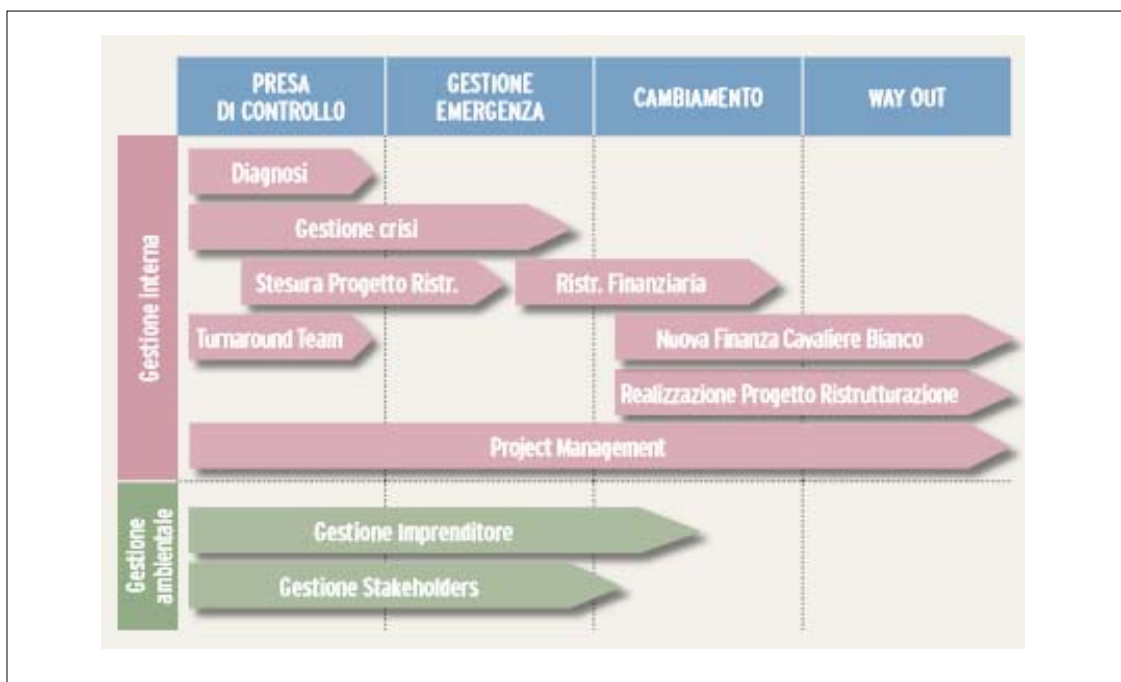 PRESA
DI CONTROLLO
GESTIONE
EMERGENZA
CAMBIAMENTO
WAY OUT
Gestione interna
Diagnosi
Gestione crisi
Stesura Progetto Ristr.
Ristr. Finanziaria
Turnaround Team
Nuova Finanza Cavaliere Bianco
Realizzazione Progetto Ristrutturazione
Project Management
Gestione
ambientale
Gestione Imprenditore
Gestione Stakeholders